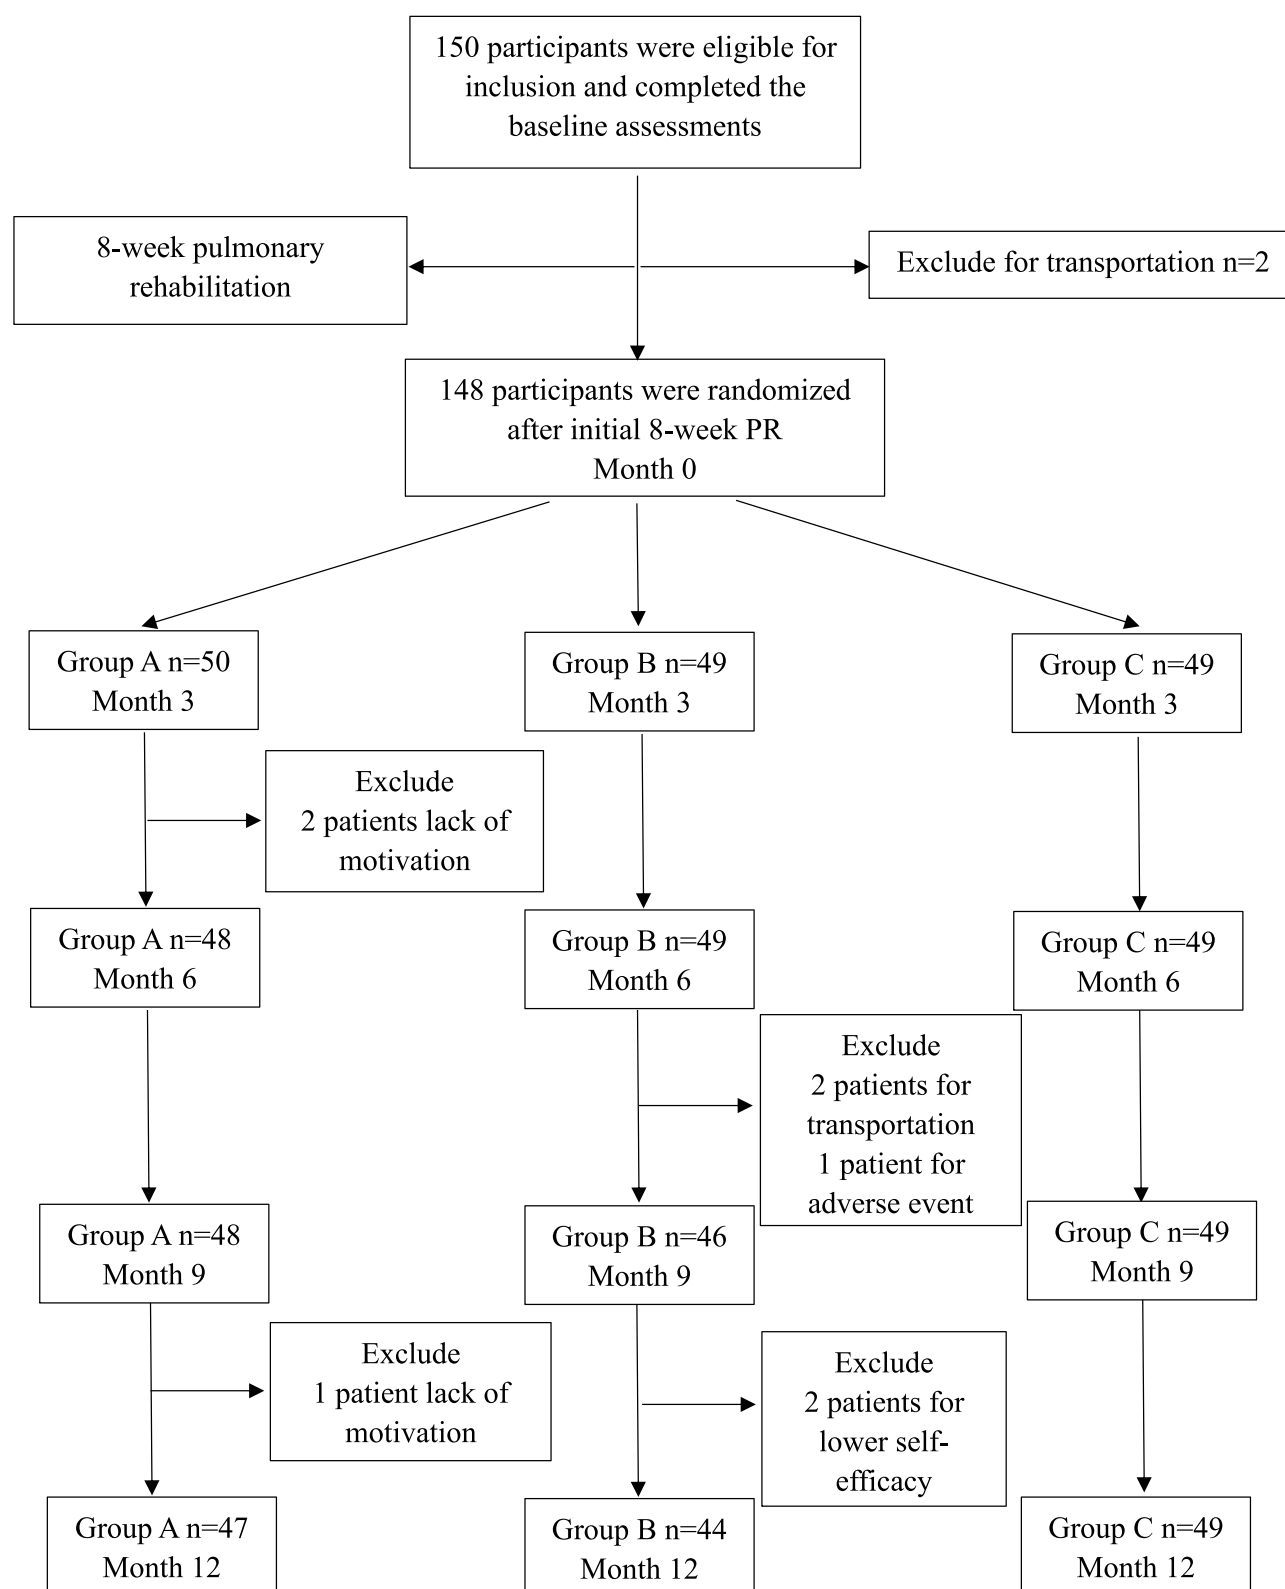 150 participants were eligible for
inclusion and completed the
baseline assessments
8-week pulmonary
rehabilitation
Exclude for transportation n=2
148 participants were randomized
after initial 8-week PR
Month 0
Group A n=50
Month 3
Group B n=49
Month 3
Group C n=49
Month 3
Exclude
2 patients lack of
motivation
Group A n=48
Month 6
Group B n=49
Month 6
Group C n=49
Month 6
Exclude
2 patients for
transportation
1 patient for
adverse event
Group A n=48
Month 9
Group B n=46
Month 9
Group C n=49
Month 9
Exclude
1 patient lack of
motivation
Exclude
2 patients for
lower self-
efficacy
Group A n=47
Month 12
Group B n=44
Month 12
Group C n=49
Month 12